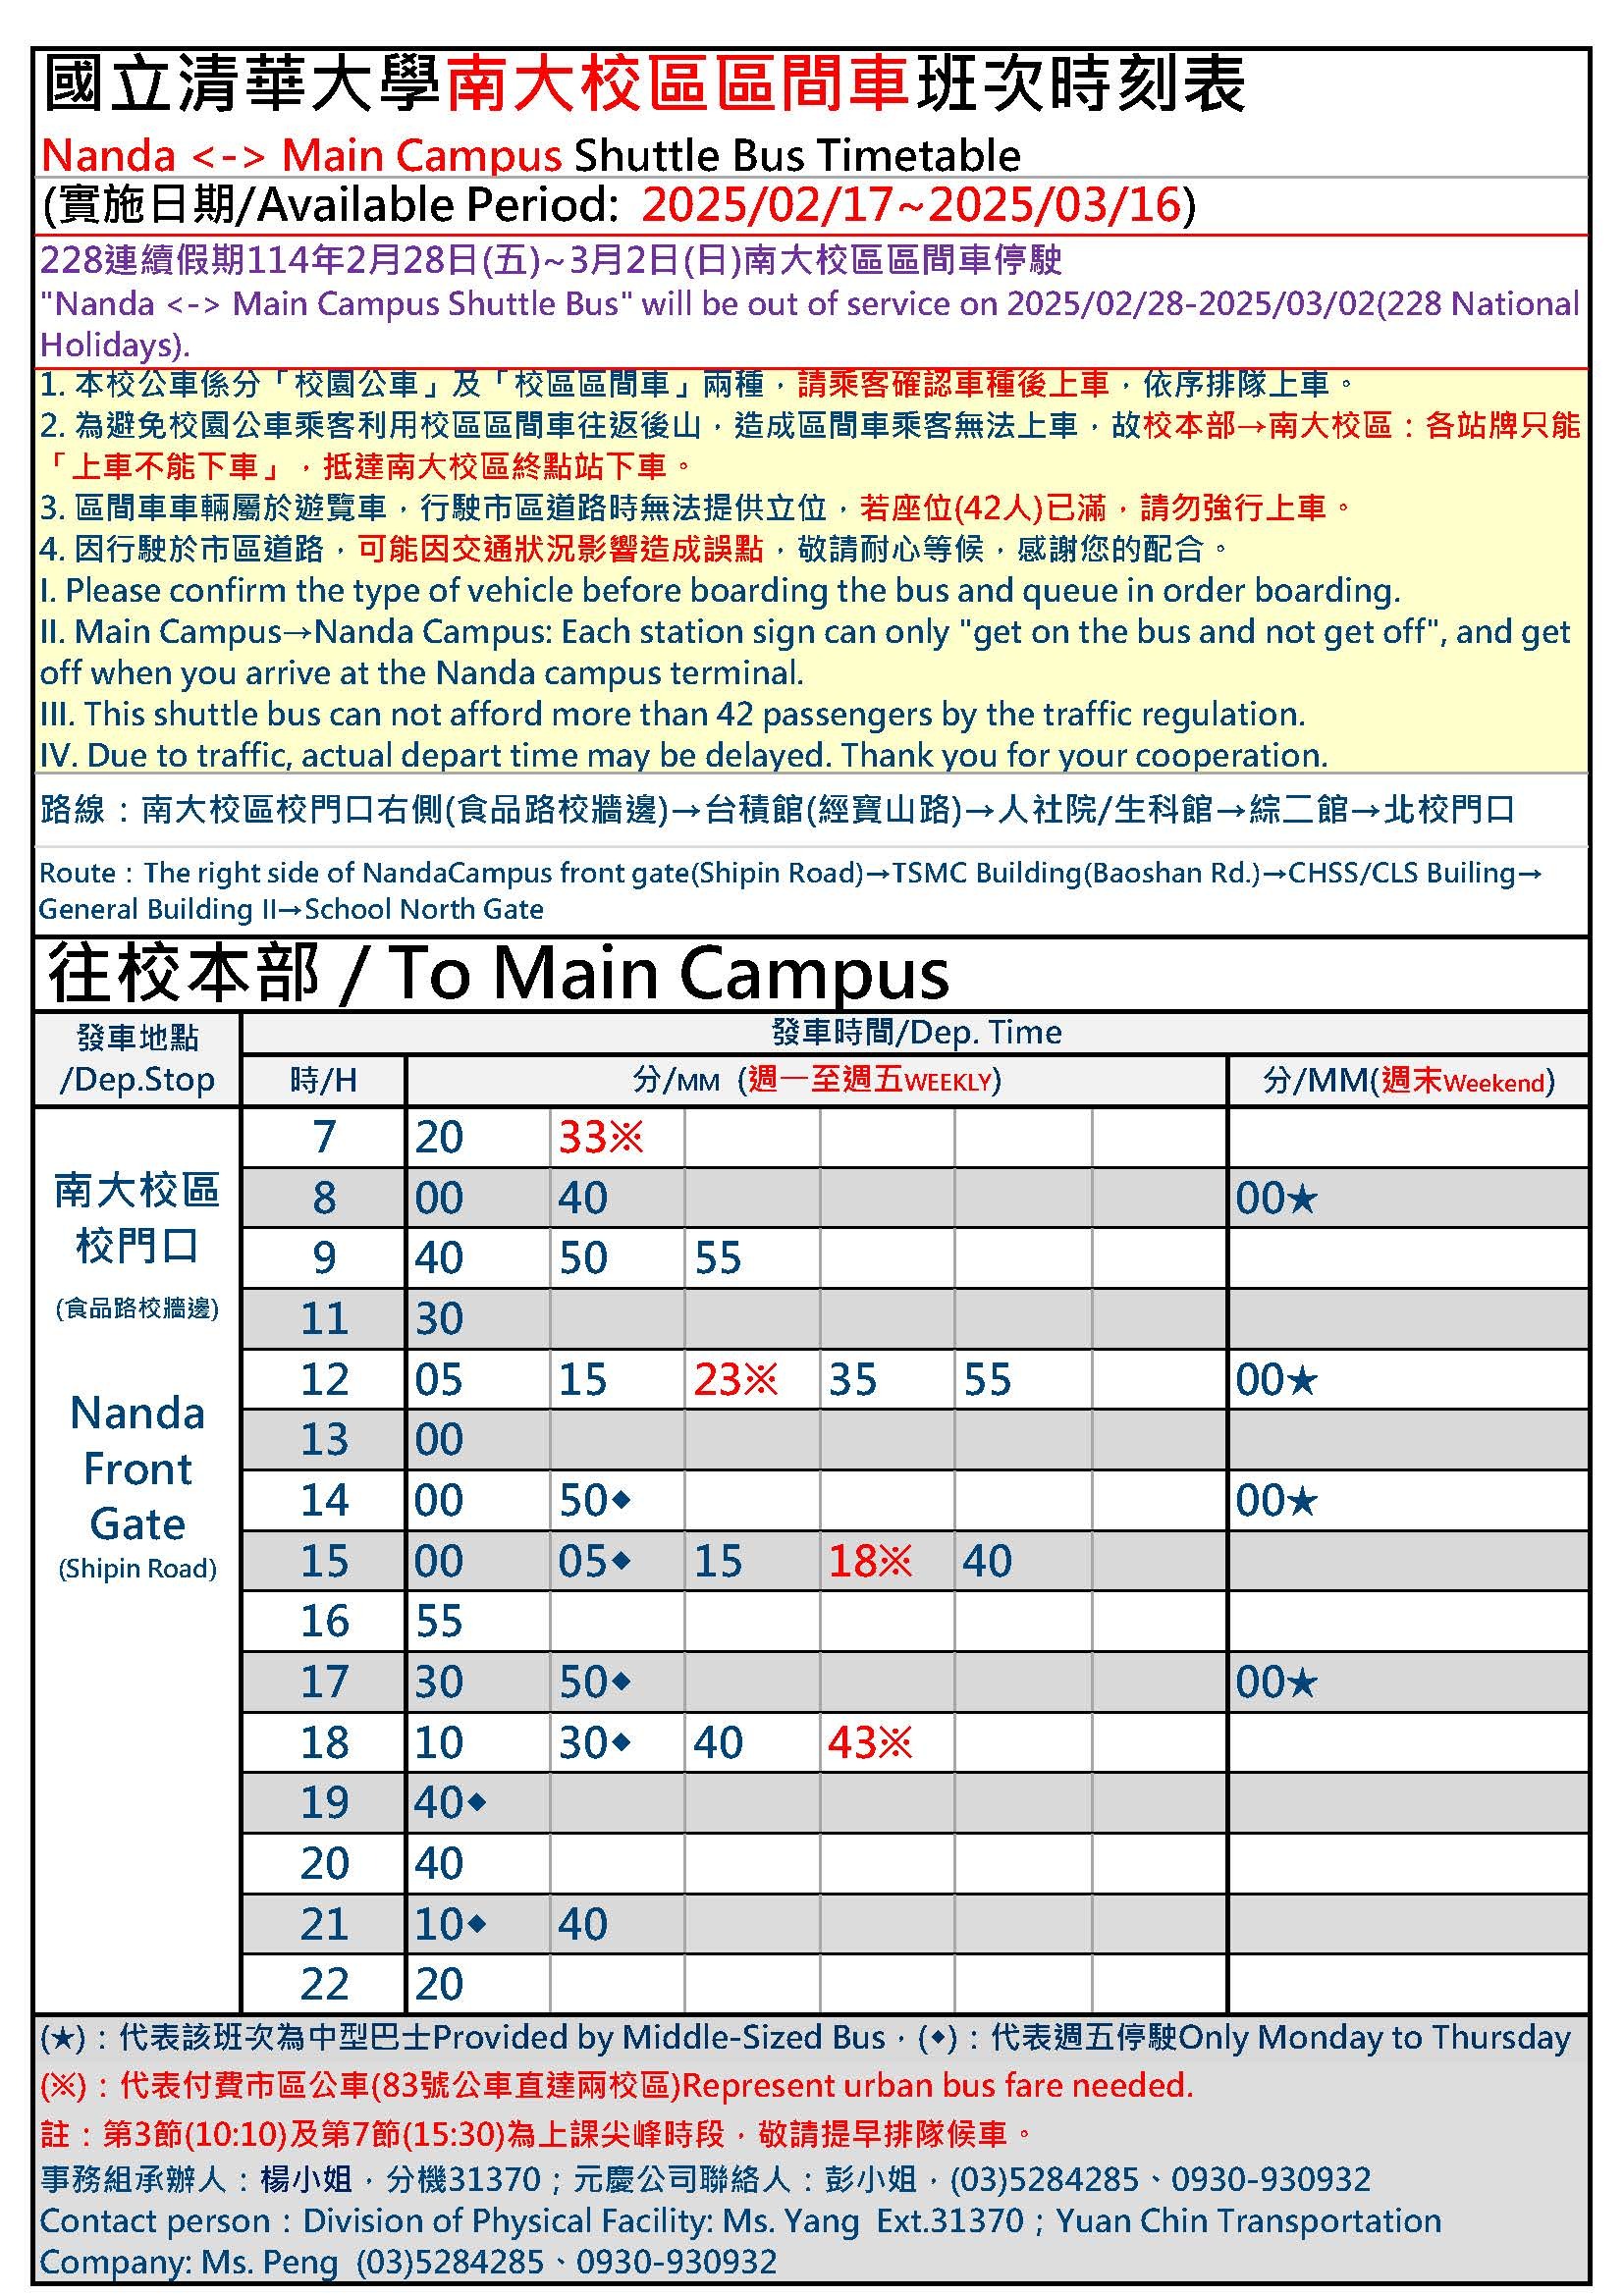 國立清華大學南大校區區間車班次時刻表
Nanda <-> Main Campus Shuttle Bus Timetable
(實施日期/Available Period: 2025/02/17~2025/03/16)
228連續假期114年2月28日(五)~3月2日(日)南大校區區間車停駛
"Nanda <-> Main Campus Shuttle Bus" will be out of service on 2025/02/28-2025/03/02(228 National
Holidays).
1. 本校公車係分「校園公車」及「校區區間車」兩種，請乘客確認車種後上車，依序排隊上車。
2. 為避免校園公車乘客利用校區區間車往返後山，造成區間車乘客無法上車，故校本部→南大校區：各站牌只能
「上車不能下車」，抵達南大校區終點站下車。
3. 區間車車輛屬於遊覽車，行駛市區道路時無法提供立位，若座位(42人)已滿，請勿強行上車。
4. 因行駛於市區道路，可能因交通狀況影響造成誤點，敬請耐心等候，感謝您的配合。
I. Please confirm the type of vehicle before boarding the bus and queue in order boarding.
II. Main Campus→Nanda Campus: Each station sign can only "get on the bus and not get off", and get
off when you arrive at the Nanda campus terminal.
III. This shuttle bus can not afford more than 42 passengers by the traffic regulation.
IV. Due to traffic, actual depart time may be delayed. Thank you for your cooperation.
路線：南大校區校門口右側(食品路校牆邊)→台積館(經寶山路)→人社院/生科館→綜二館→北校門口
Route：The right side of NandaCampus front gate(Shipin Road)→TSMC Building(Baoshan Rd.)→CHSS/CLS Builing→
General Building II→School North Gate
往校本部 / To Main Campus
發車地點
/Dep.Stop
發車時間/Dep. Time
時/H 分/MM (週一至週五WEEKLY) 分/MM(週末Weekend)
南大校區
校門口
(食品路校牆邊)
Nanda
Front
Gate
(Shipin Road)
7 20 33※
8 00 40 00★
9 40 50 55
11 30
12 05 15 23※ 35 55 00★
13 00
14 00 50◆ 00★
15 00 05◆ 15 18※ 40
16 55
17 30 50◆ 00★
18 10 30◆ 40 43※
19 40◆
20 40
21 10◆ 40
22 20
(★)：代表該班次為中型巴士Provided by Middle-Sized Bus，(◆)：代表週五停駛Only Monday to Thursday
(※)：代表付費市區公車(83號公車直達兩校區)Represent urban bus fare needed.
註：第3節(10:10)及第7節(15:30)為上課尖峰時段，敬請提早排隊候車。
事務組承辦人：楊小姐，分機31370；元慶公司聯絡人：彭小姐，(03)5284285、0930-930932
Contact person：Division of Physical Facility: Ms. Yang Ext.31370；Yuan Chin Transportation
Company: Ms. Peng (03)5284285、0930-930932